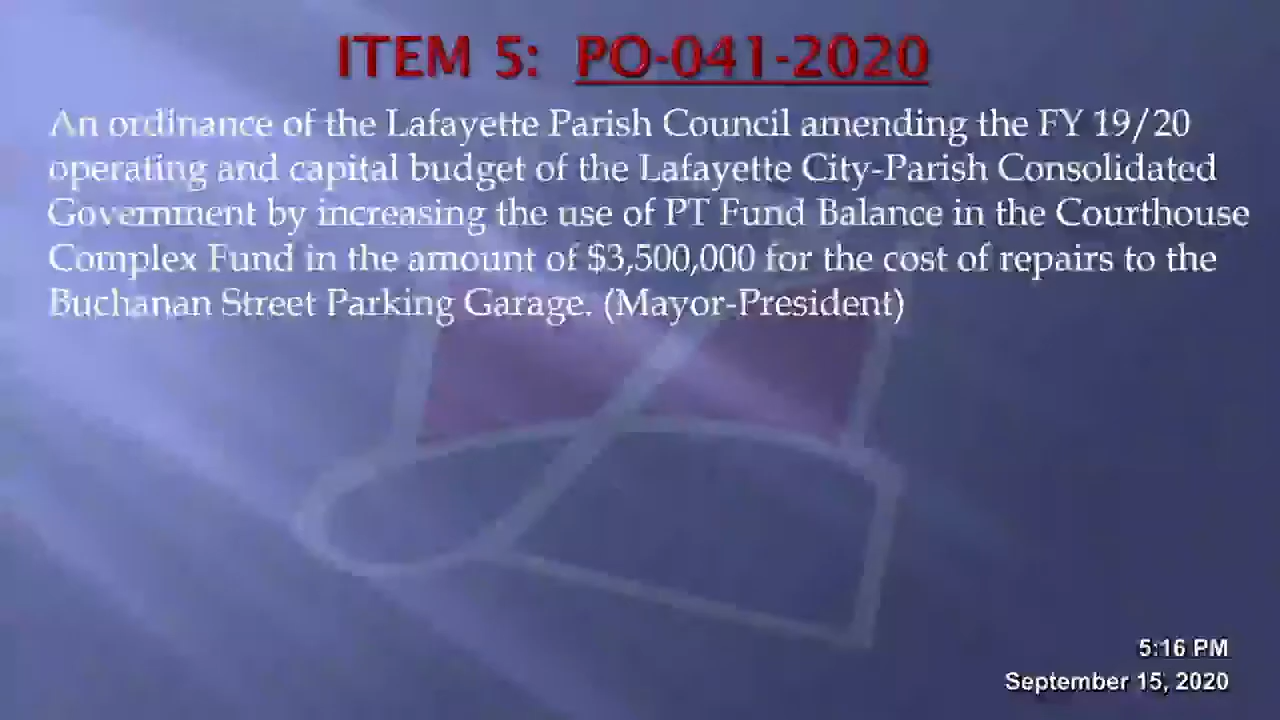 ITEM 5: PO-041-2020
An ordinance of the Lafayette Parish Council amending the FY 19/20
operating and capital budget of the Lafayette City-Parish Consolidated
Government by increasing the use of PT Fund Balance in the Courthouse
Complex Fund in the amount of $3,500,000 for the cost of repairs to the
Buchanan Street Parking Garage. (Mayor-President)
5:16 PM
September 15, 2020